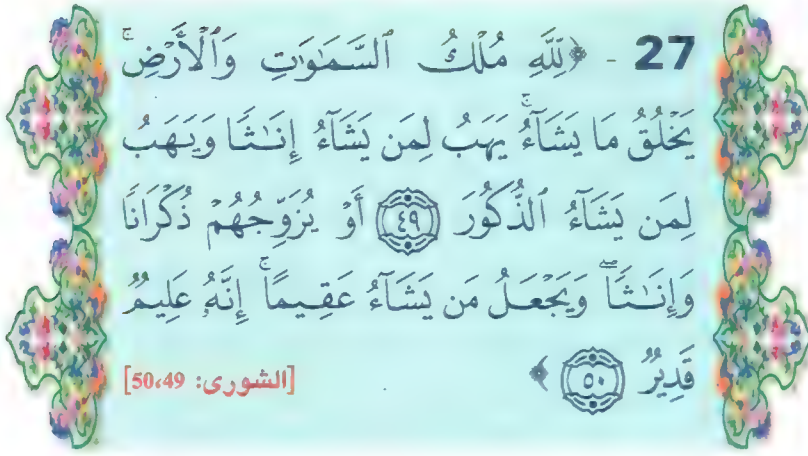 27 - ﴿لِّلَّهِ مُلْكُ ٱلسَّمَٰوَٰتِ وَٱلْأَرْضِۚ
يَخْلُقُ مَا يَشَآءُۚ يَهَبُ لِمَن يَشَآءُ إِنَٰثًا وَيَهَبُ
لِمَن يَشَآءُ ٱلذُّكُورَ ٤٩ أَوْ يُزَوِّجُهُمْ ذُكْرَانًا
وَإِنَٰثًاۖ وَيَجْعَلُ مَن يَشَآءُ عَقِيمًاۚ إِنَّهُۥ عَلِيمٌ
قَدِيرٌ ٥٠ ﴾ [الشورى: 50،49]